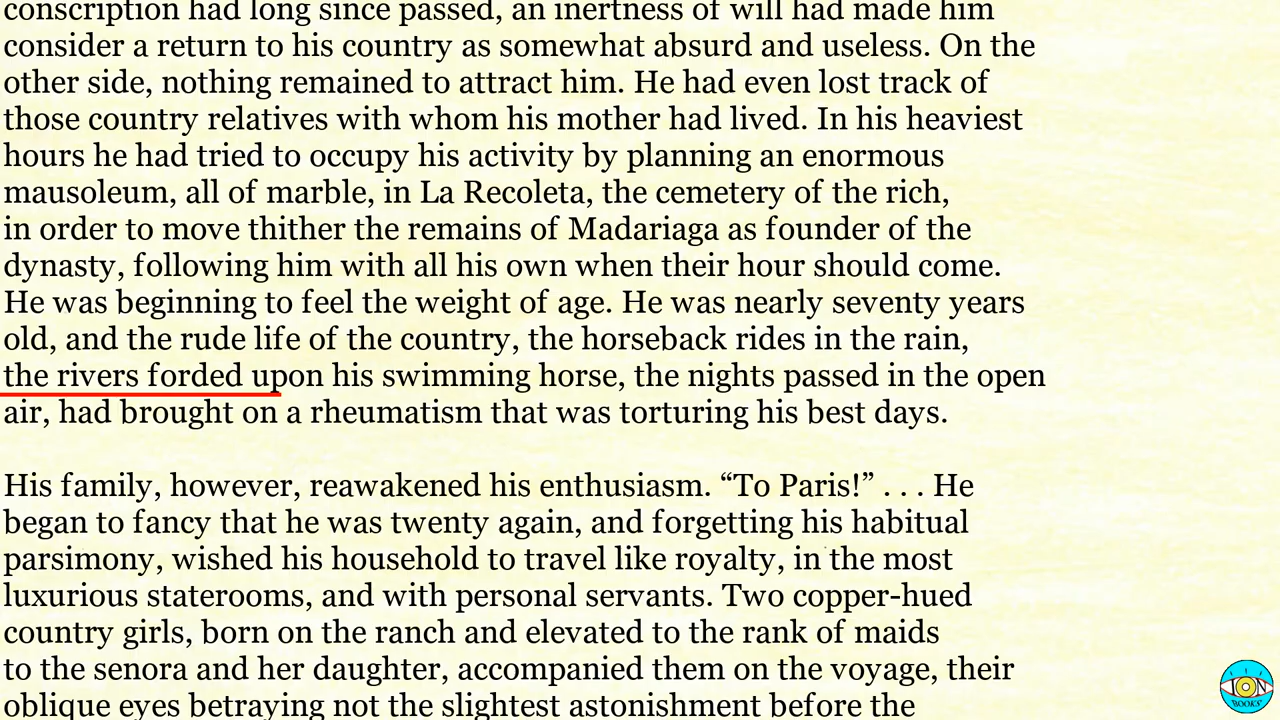 conscription had long since passed, an inertness of will had made him
consider a return to his country as somewhat absurd and useless. On the
other side, nothing remained to attract him. He had even lost track of
those country relatives with whom his mother had lived. In his heaviest
hours he had tried to occupy his activity by planning an enormous
mausoleum, all of marble, in La Recoleta, the cemetery of the rich,
in order to move thither the remains of Madariaga as founder of the
dynasty, following him with all his own when their hour should come.
He was beginning to feel the weight of age. He was nearly seventy years
old, and the rude life of the country, the horseback rides in the rain,
the rivers forded upon his swimming horse, the nights passed in the open
air, had brought on a rheumatism that was torturing his best days.
His family, however, reawakened his enthusiasm. “To Paris!” . . . He
began to fancy that he was twenty again, and forgetting his habitual
parsimony, wished his household to travel like royalty, in the most
luxurious staterooms, and with personal servants. Two copper-hued
country girls, born on the ranch and elevated to the rank of maids
to the senora and her daughter, accompanied them on the voyage, their
oblique eyes betraying not the slightest astonishment before the
ION
BOOKS